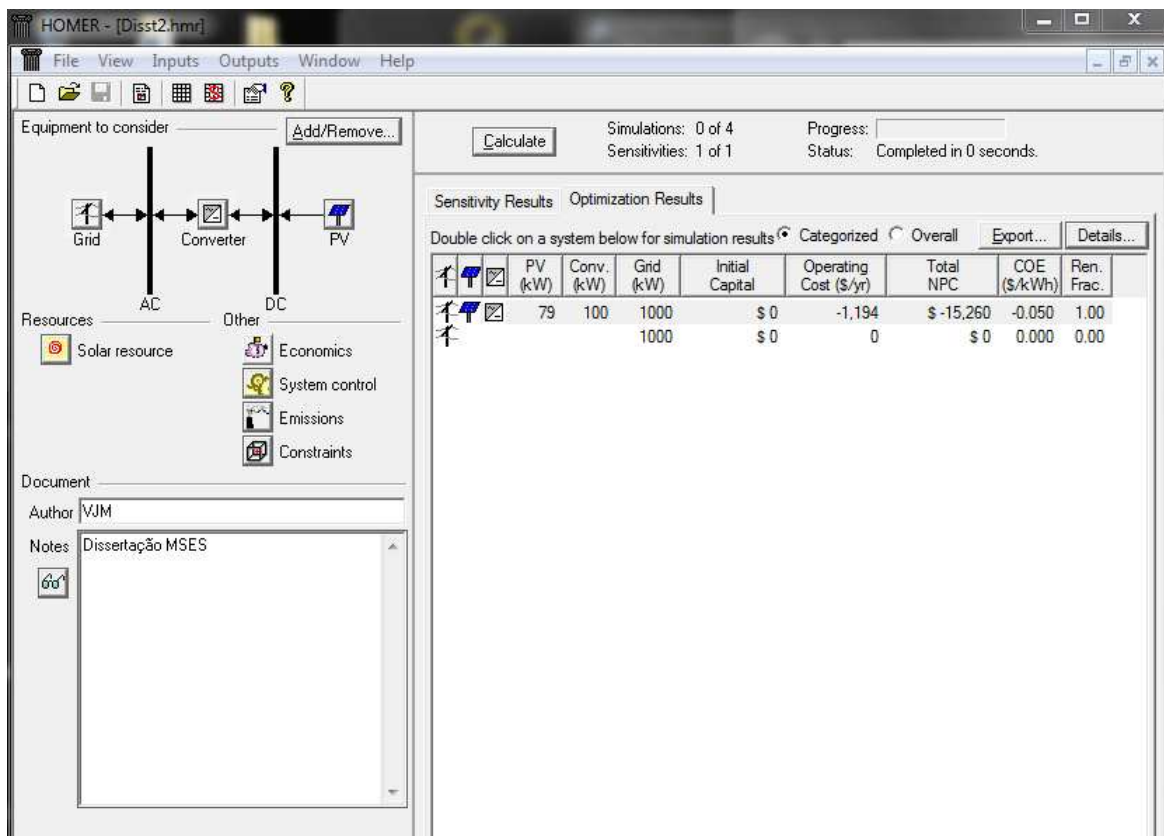 HOMER - [Disst2.hmr]
File View Inputs Outputs Window Help
Equipment to consider
Add/Remove...
Grid
Converter
PV
AC
DC
Resources
Other
Solar resource
Economics
System control
Emissions
Constraints
Document
Author VJM
Notes Dissertação MSES
Calculate
Simulations: 0 of 4
Progress:
Sensitivities: 1 of 1
Status: Completed in 0 seconds.
Sensitivity Results Optimization Results
Double click on a system below for simulation results Categorized Overall Export... Details...
PV (kW) Conv. (kW) Grid (kW) Initial Capital Operating Cost ($/yr) Total NPC COE ($/kWh) Ren. Frac.
79 100 1000 $ 0 -1,194 $ -15,260 -0.050 1.00
1000 $ 0 0 $ 0 0.000 0.00